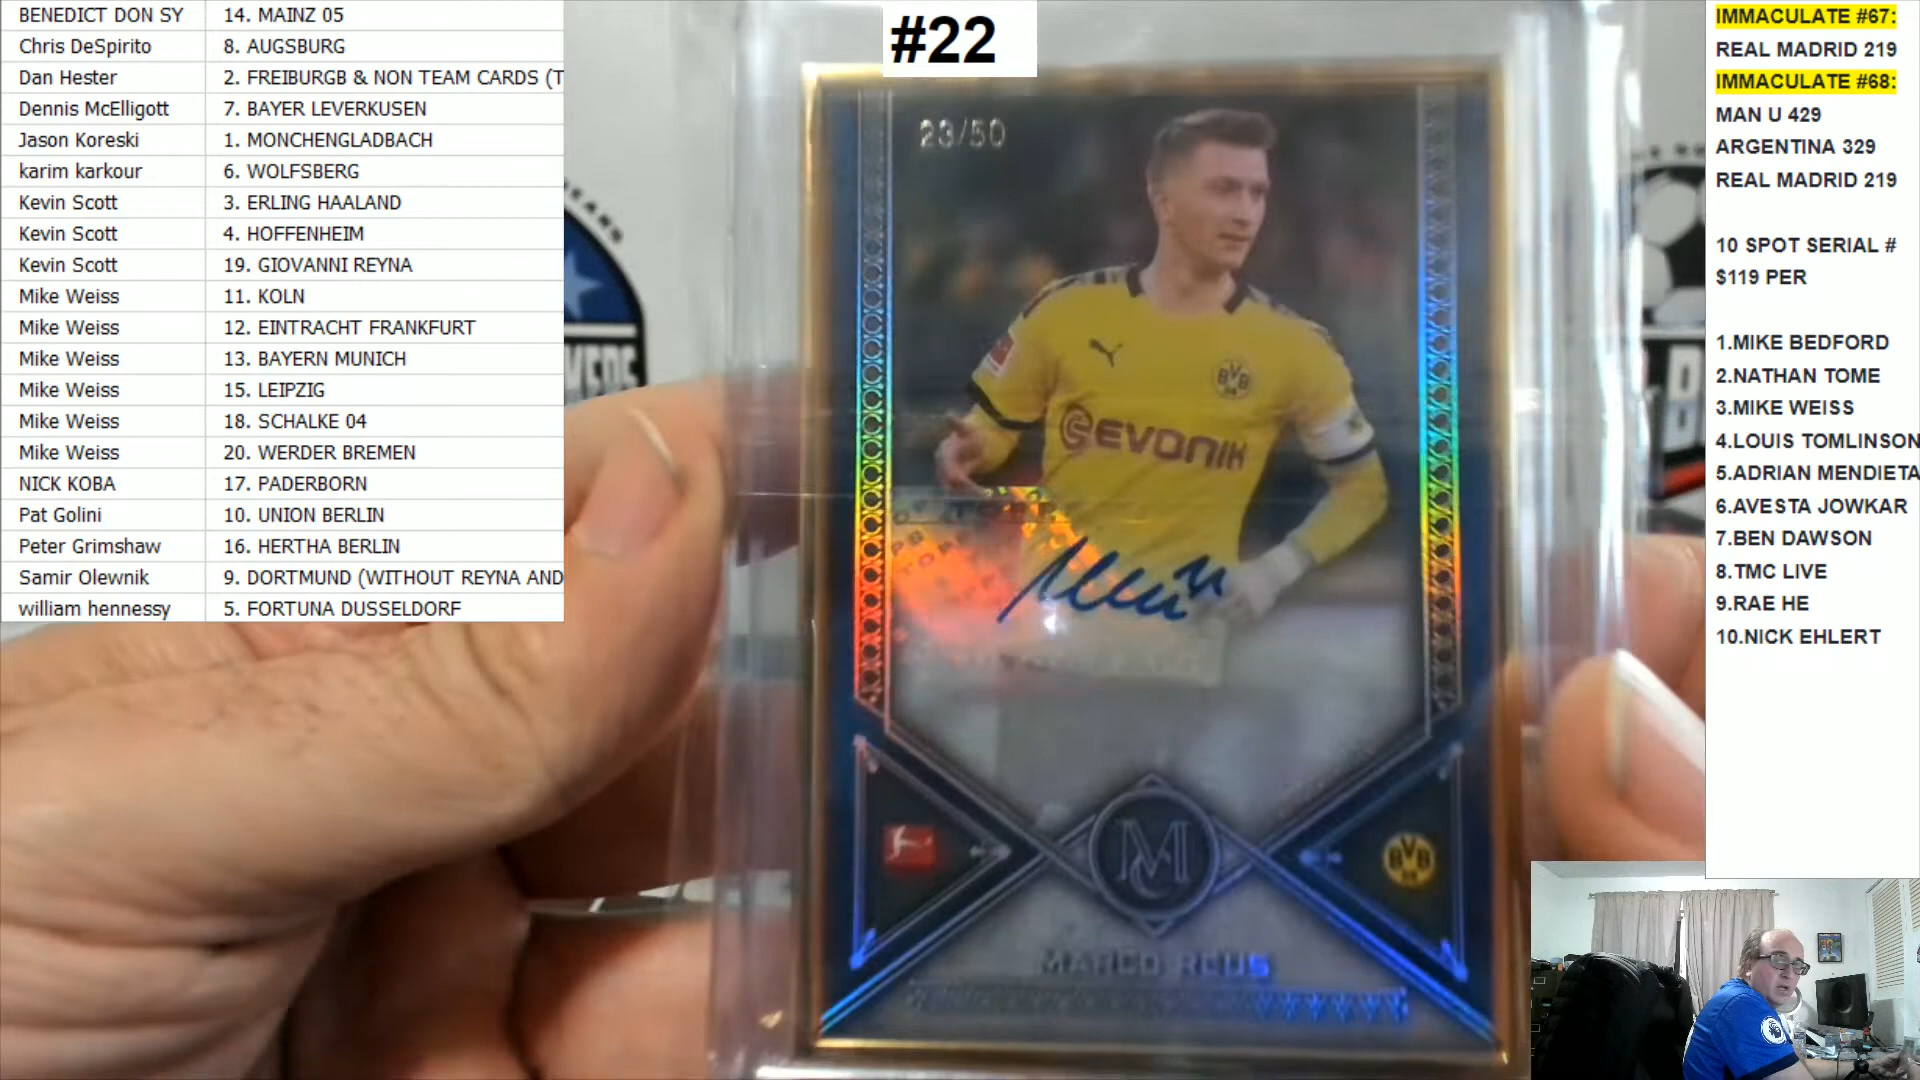 BENEDICT DON SY 14. MAINZ 05
Chris DeSpirito 8. AUGSBURG
Dan Hester 2. FREIBURGB & NON TEAM CARDS (T
Dennis McElligott 7. BAYER LEVERKUSEN
Jason Koreski 1. MONCHENGLADBACH
karim karkour 6. WOLFSBERG
Kevin Scott 3. ERLING HAALAND
Kevin Scott 4. HOFFENHEIM
Kevin Scott 19. GIOVANNI REYNA
Mike Weiss 11. KOLN
Mike Weiss 12. EINTRACHT FRANKFURT
Mike Weiss 13. BAYERN MUNICH
Mike Weiss 15. LEIPZIG
Mike Weiss 18. SCHALKE 04
Mike Weiss 20. WERDER BREMEN
NICK KOBA 17. PADERBORN
Pat Golini 10. UNION BERLIN
Peter Grimshaw 16. HERTHA BERLIN
Samir Olewnik 9. DORTMUND (WITHOUT REYNA AND
william hennessy 5. FORTUNA DUSSELDORF
#22
23/50
BVB
09
EVONIK
MC
BVB
09
MARCO REUS
IMMACULATE #67:
REAL MADRID 219
IMMACULATE #68:
MAN U 429
ARGENTINA 329
REAL MADRID 219
10 SPOT SERIAL #
$119 PER
1.MIKE BEDFORD
2.NATHAN TOME
3.MIKE WEISS
4.LOUIS TOMLINSON
5.ADRIAN MENDIETA
6.AVESTA JOWKAR
7.BEN DAWSON
8.TMC LIVE
9.RAE HE
10.NICK EHLERT